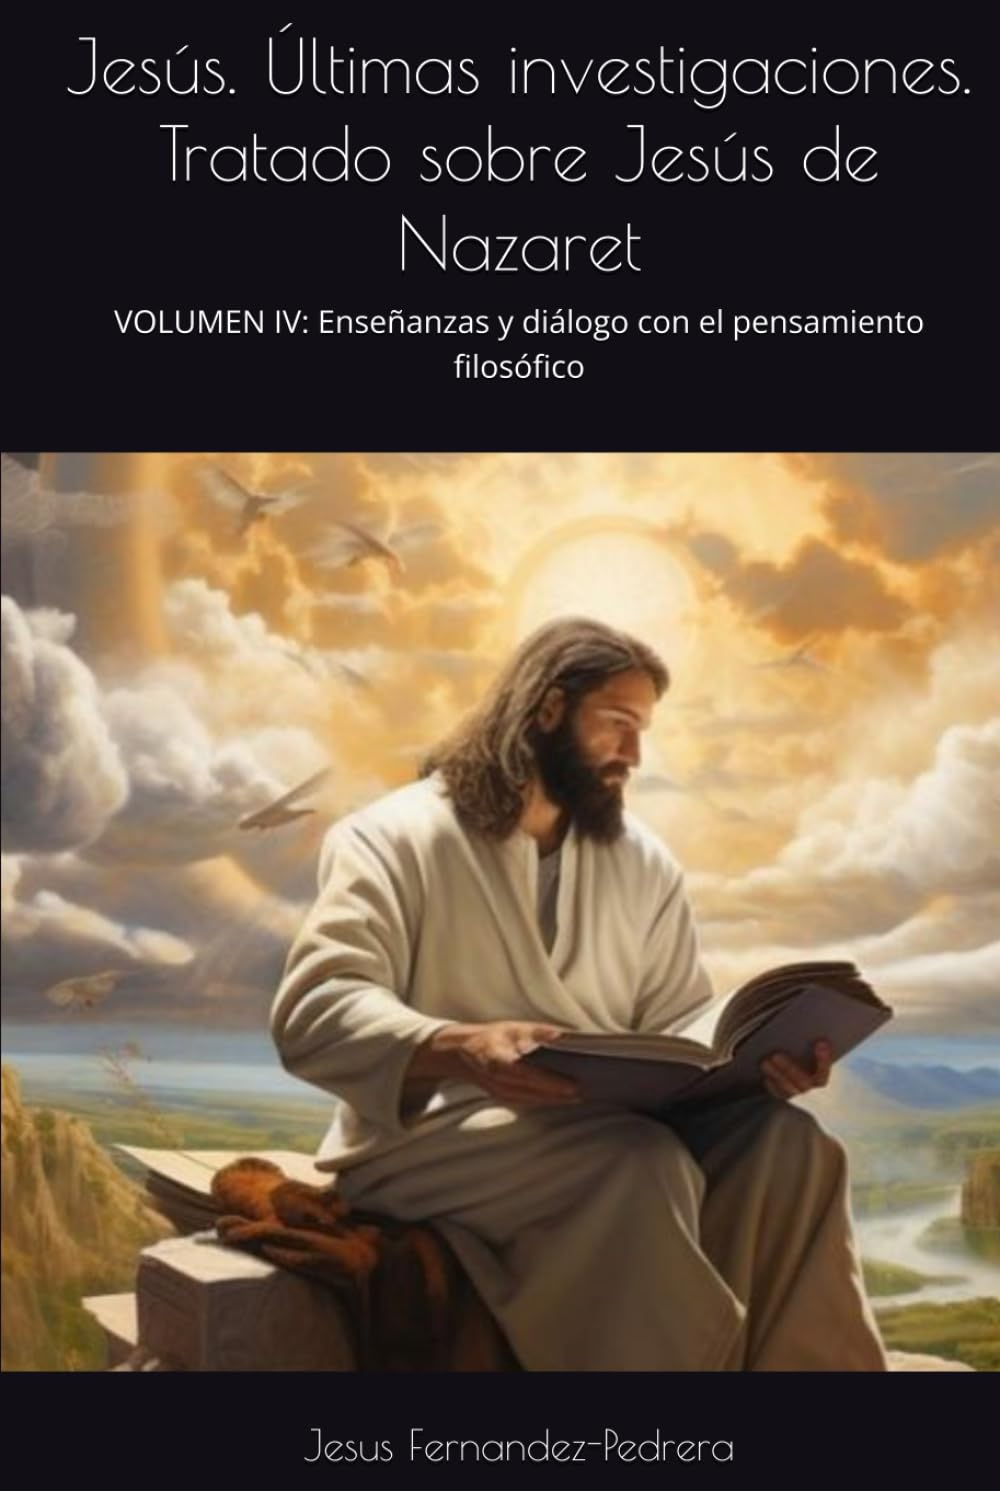 Jesús. Últimas investigaciones.
Tratado sobre Jesús de
Nazaret
VOLUMEN IV: Enseñanzas y diálogo con el pensamiento
filosófico
Jesus Fernandez-Pedrera